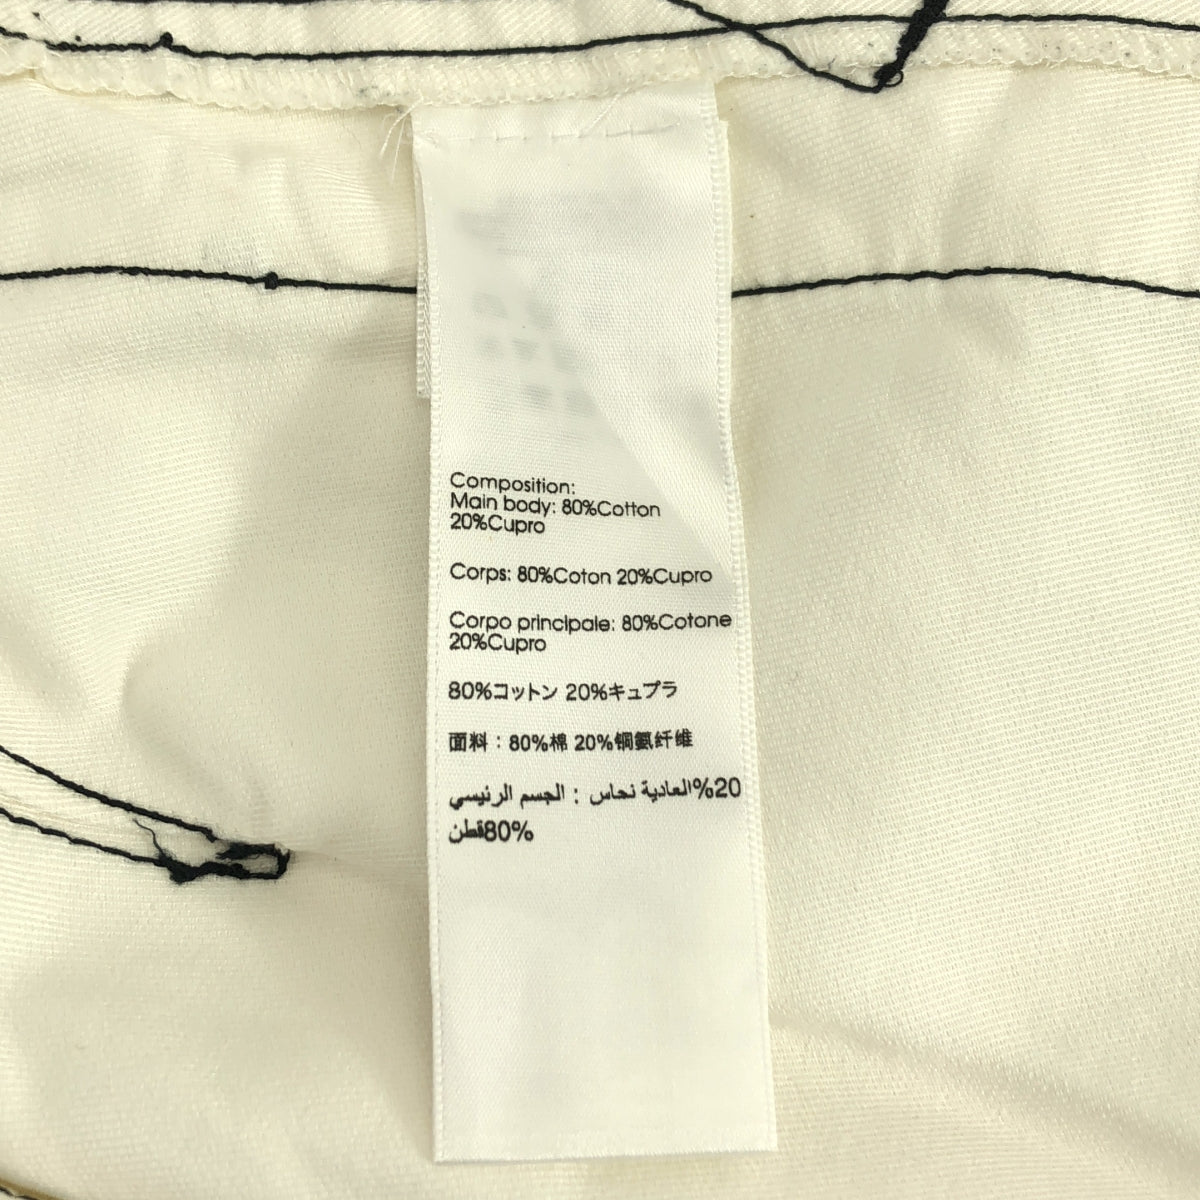 Composition:
Main body: 80%Cotton
20%Cupro
Corps: 80%Coton 20%Cupro
Corpo principale: 80%Cotone
20%Cupro
80%コットン 20%キュプラ
面料：80%棉 20%铜氨纤维
الجسم الرئيسي : العادية نحاس%20
80%قطن